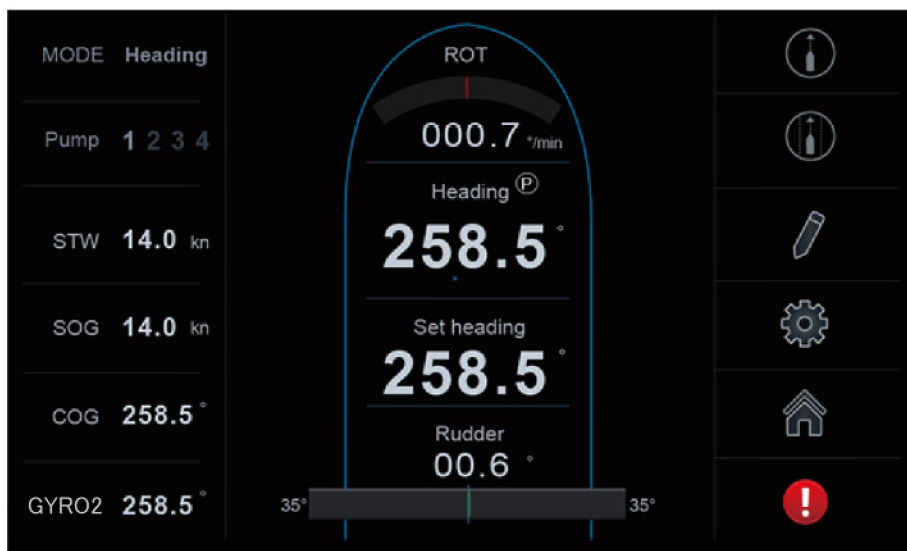 MODE Heading
Pump 1 2 3 4
STW 14.0 kn
SOG 14.0 kn
COG 258.5°
GYRO2 258.5°
ROT
000.7 °/min
Heading P
258.5°
Set heading
258.5°
Rudder
00.6 °
35° 35°
!